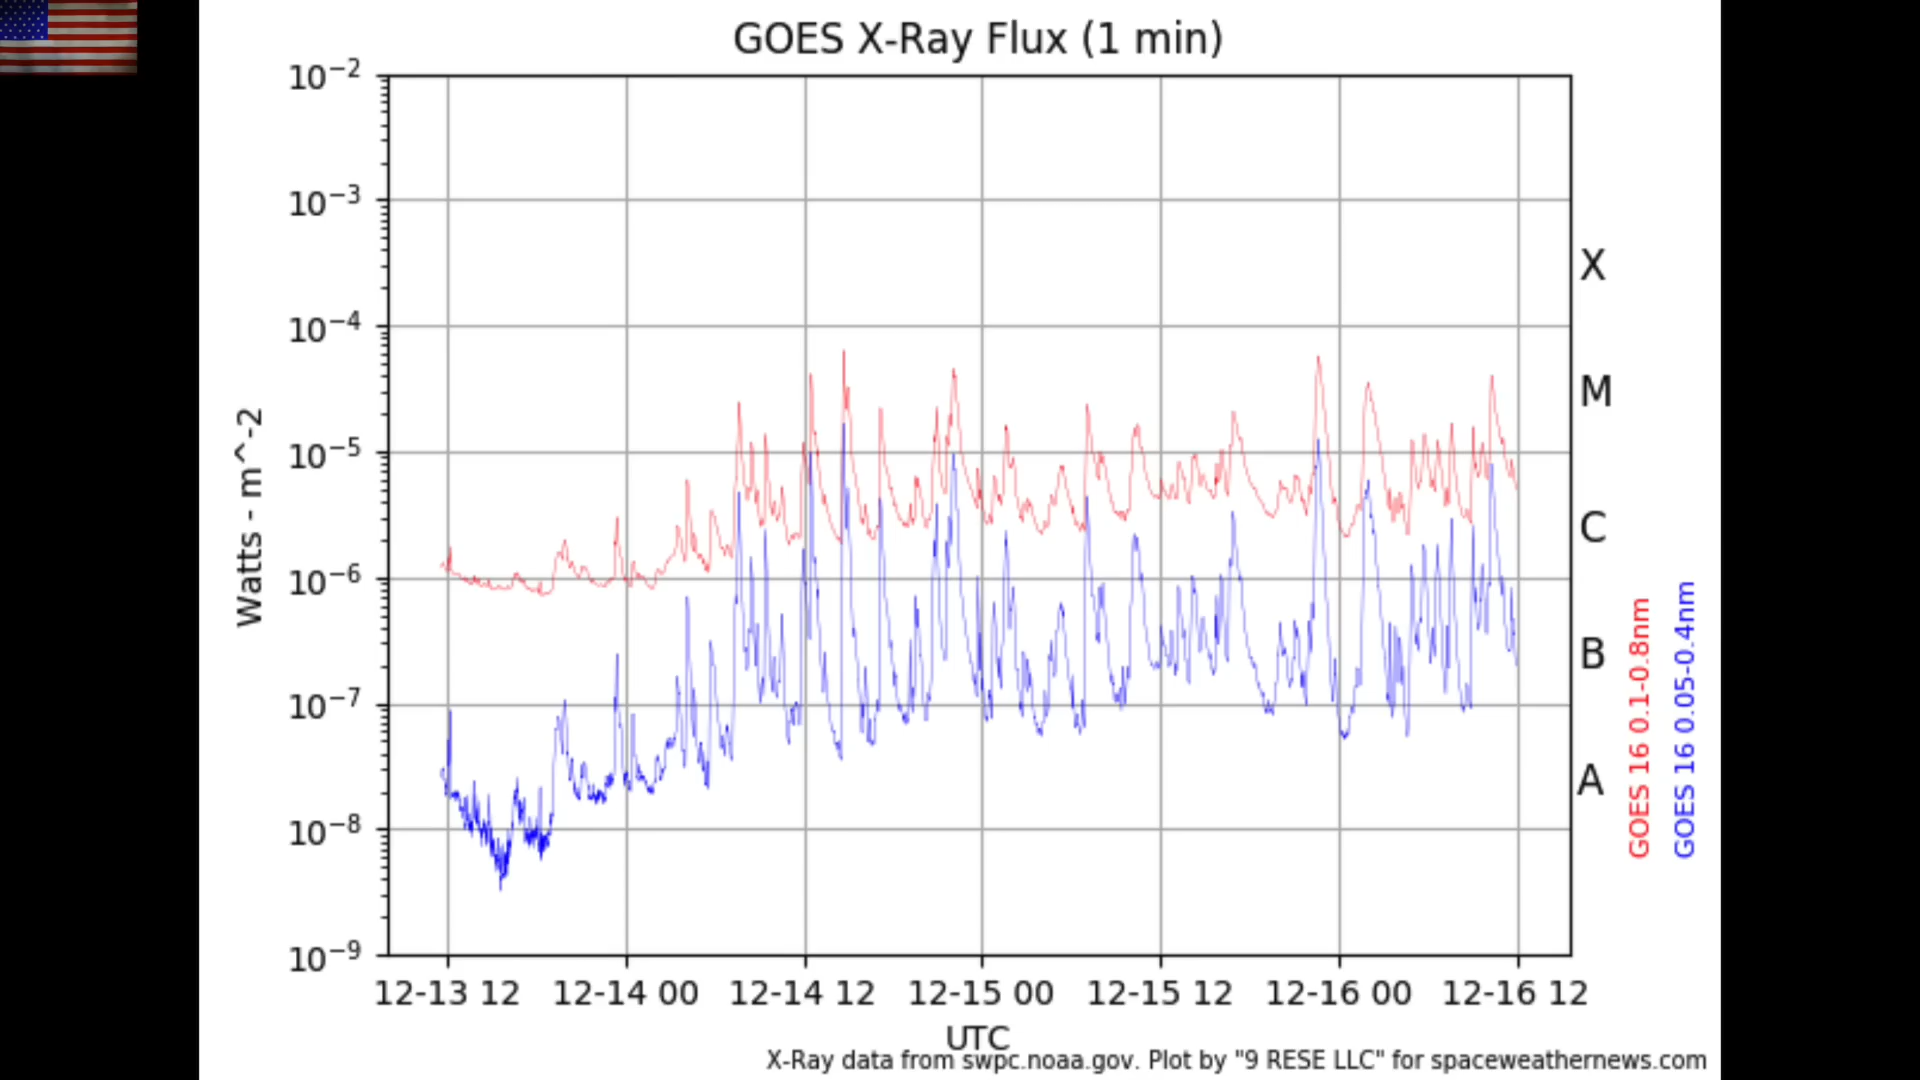 GOES X-Ray Flux (1 min)
10⁻²
10⁻³
10⁻⁴
10⁻⁵
10⁻⁶
10⁻⁷
10⁻⁸
10⁻⁹
Watts - m^-2
X
M
C
B
A
GOES 16 0.1-0.8nm
GOES 16 0.05-0.4nm
12-13 12 12-14 00 12-14 12 12-15 00 12-15 12 12-16 00 12-16 12
UTC
X-Ray data from swpc.noaa.gov. Plot by "9 RESE LLC" for spaceweathernews.com